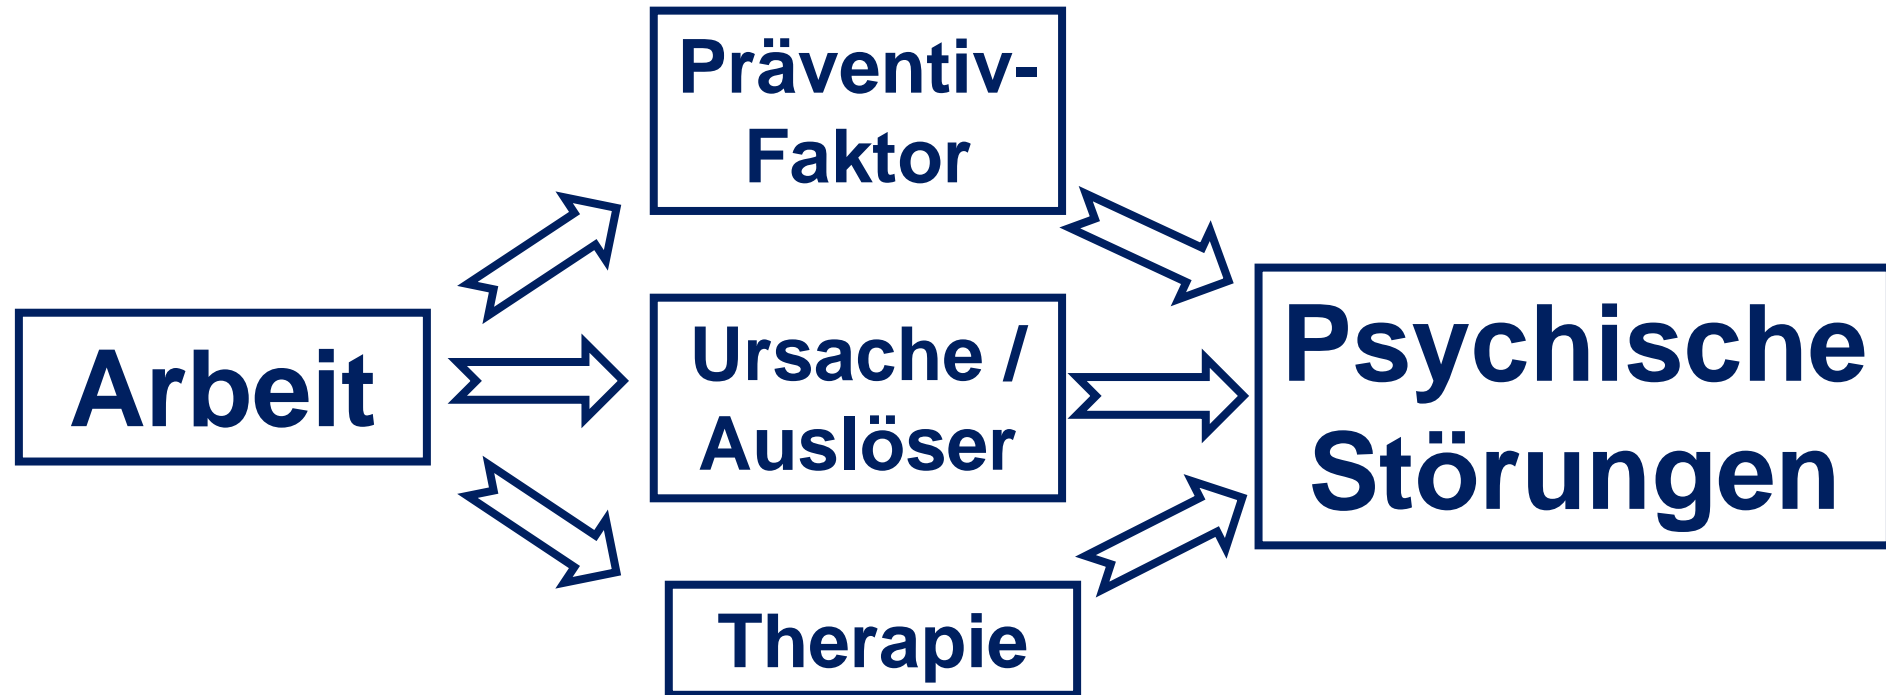 Präventiv-
Faktor
Arbeit
Ursache /
Auslöser
Psychische
Störungen
Therapie